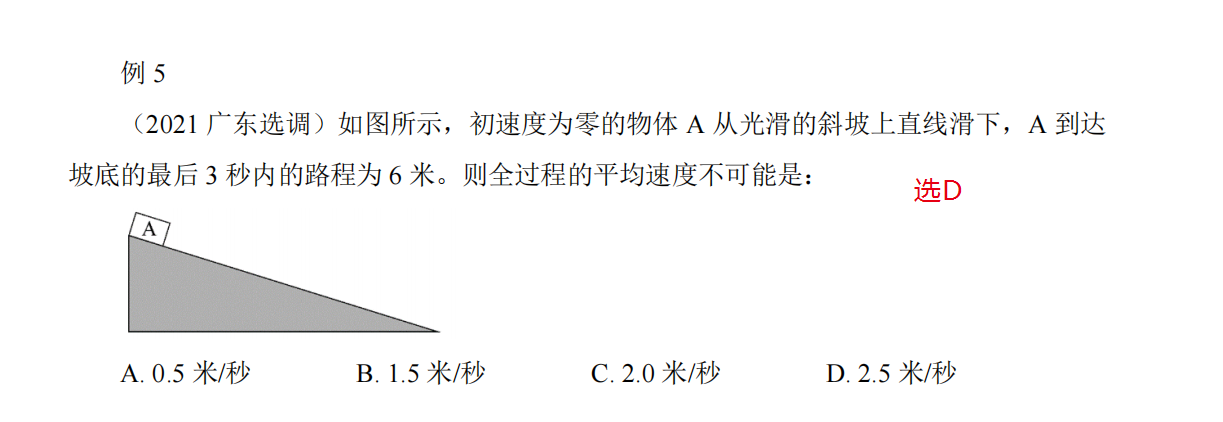 例 5
（2021 广东选调）如图所示，初速度为零的物体 A 从光滑的斜坡上直线滑下，A 到达
坡底的最后 3 秒内的路程为 6 米。则全过程的平均速度不可能是：
选D
A
A. 0.5 米/秒 B. 1.5 米/秒 C. 2.0 米/秒 D. 2.5 米/秒